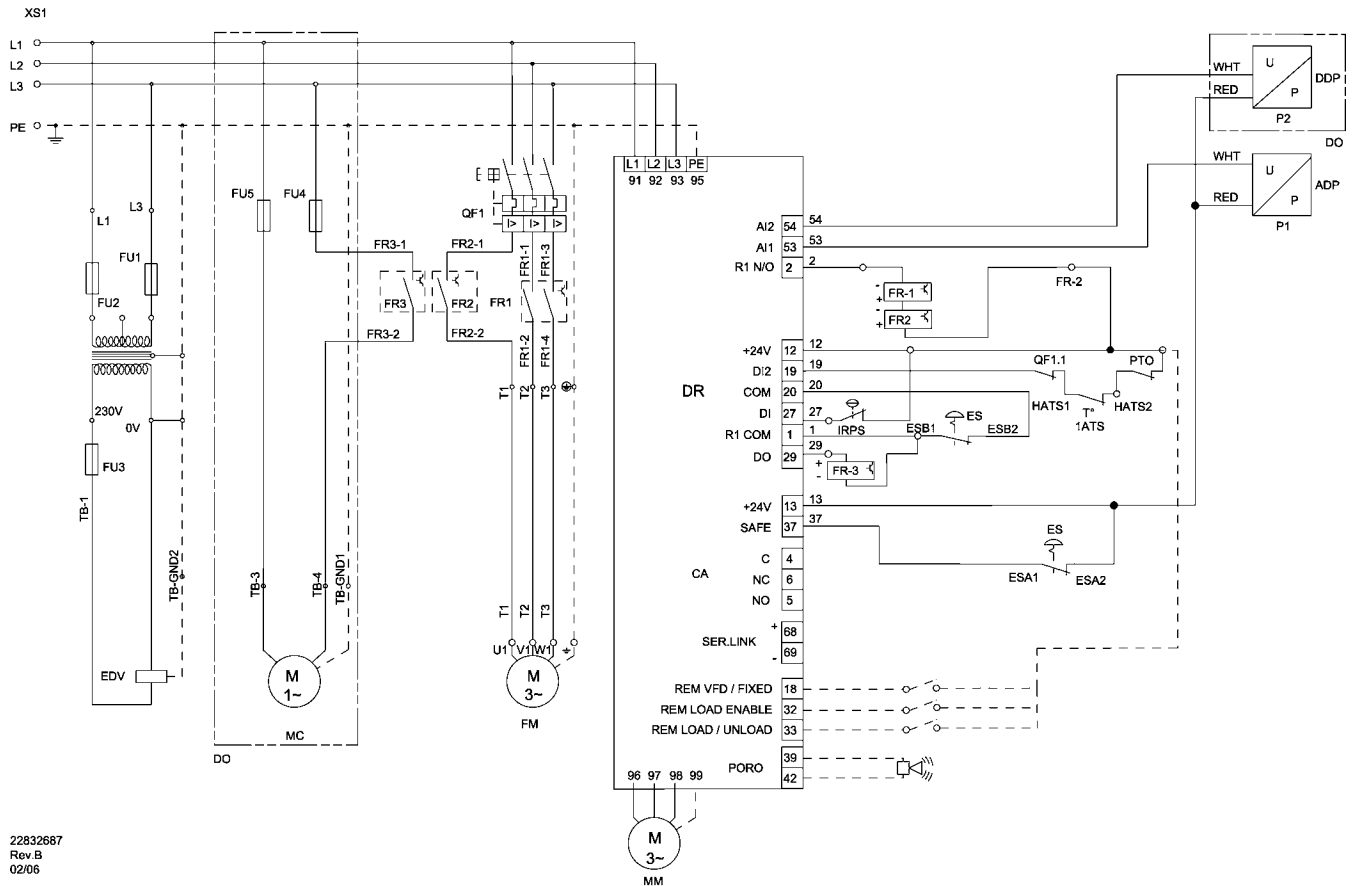 XS1
L1
L2
L3
PE
WHT
RED
U
P
DDP
P2
DO
L1 L2 L3 PE
91 92 93 95
WHT
RED
U
P
ADP
P1
FU5
FU4
QF1
I> I> I>
L1
L3
FU1
FU2
FR3-1
FR2-1
FR1-1
FR1-3
FR3
FR2
FR1
FR3-2
FR2-2
FR1-2
FR1-4
AI2 54 54
AI1 53 53
R1 N/O 2 2
- + FR-1
- + FR2
FR-2
DR
+24V 12 12
DI2 19 19
COM 20 20
DI 27 27
R1 COM 1 1
DO 29 29
QF1.1
PTO
HATS1
T°
1ATS
HATS2
IRPS
ESB1
ES
ESB2
+ - FR-3
T1
T2
T3
230V
0V
FU3
TB-1
TB-GND2
TB-3
TB-4
TB-GND1
+24V 13 13
SAFE 37 37
ES
ESA1
ESA2
CA
C 4
NC 6
NO 5
SER.LINK
+ 68
- 69
T1
T2
T3
U1 V1 W1
EDV
M
1~
MC
DO
M
3~
FM
REM VFD / FIXED 18
REM LOAD ENABLE 32
REM LOAD / UNLOAD 33
PORO
39
42
96 97 98 99
M
3~
MM
22832687
Rev.B
02/06